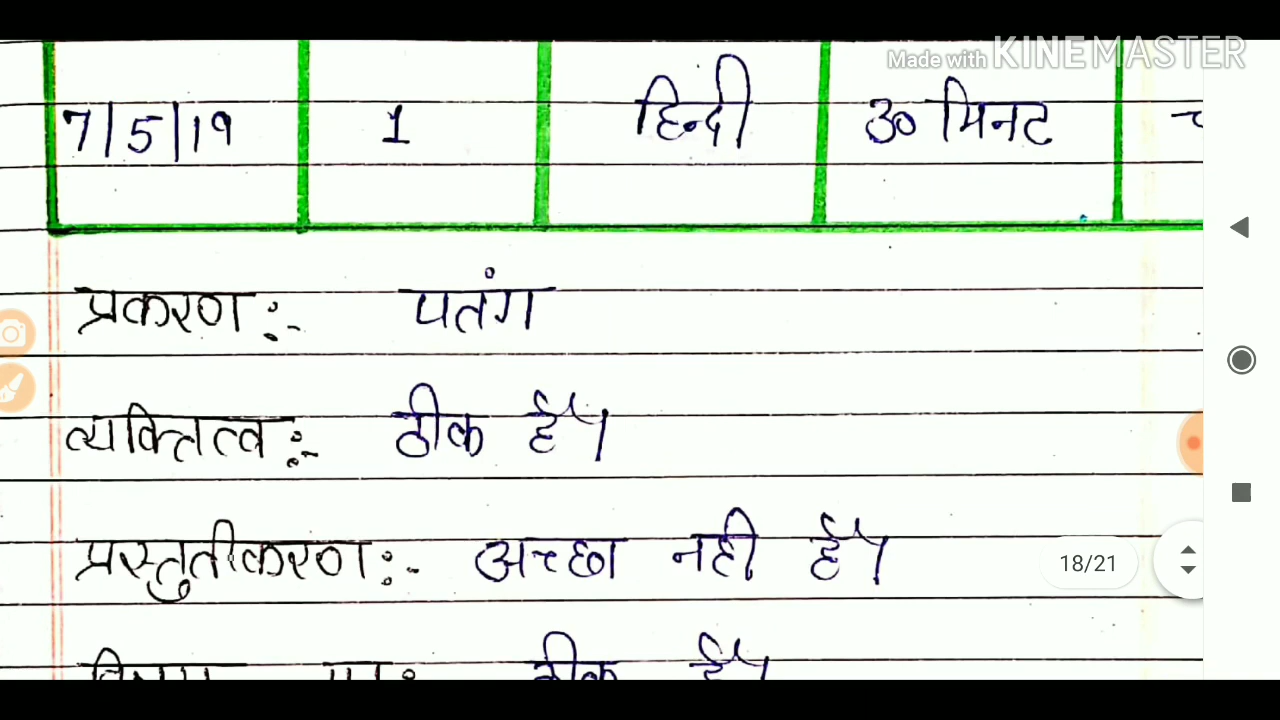 Made with KINEMASTER
7/5/19 1 हिन्दी 30 मिनट
प्रकरण :- पतंग
व्यक्तित्व :- ठीक हैं।
प्रस्तुतीकरण :- अच्छा नही हैं।
18/21
ठीक हैं।